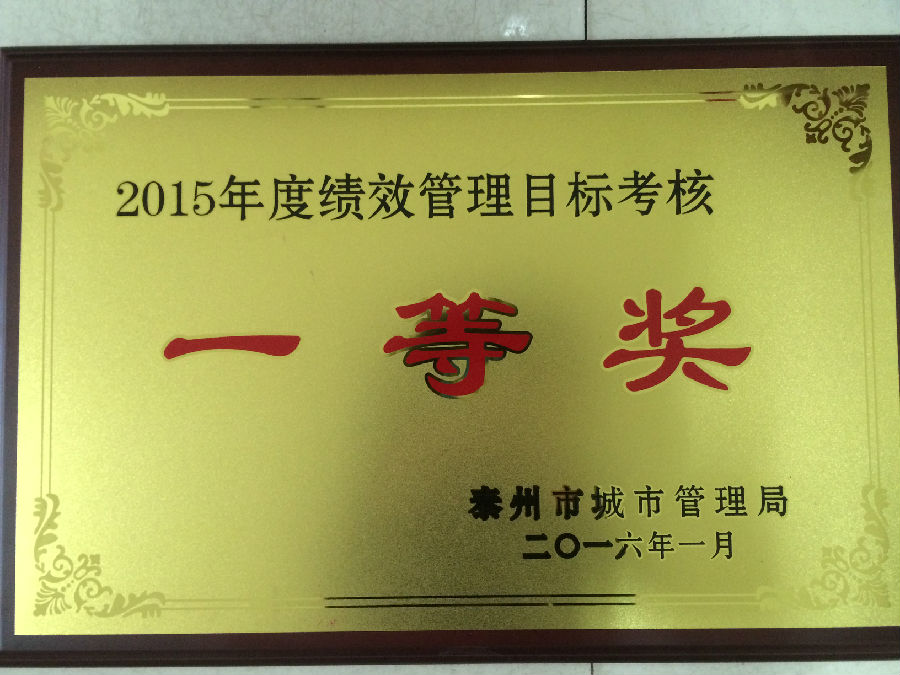 2015年度绩效管理目标考核
一等奖
泰州市城市管理局
二〇一六年一月